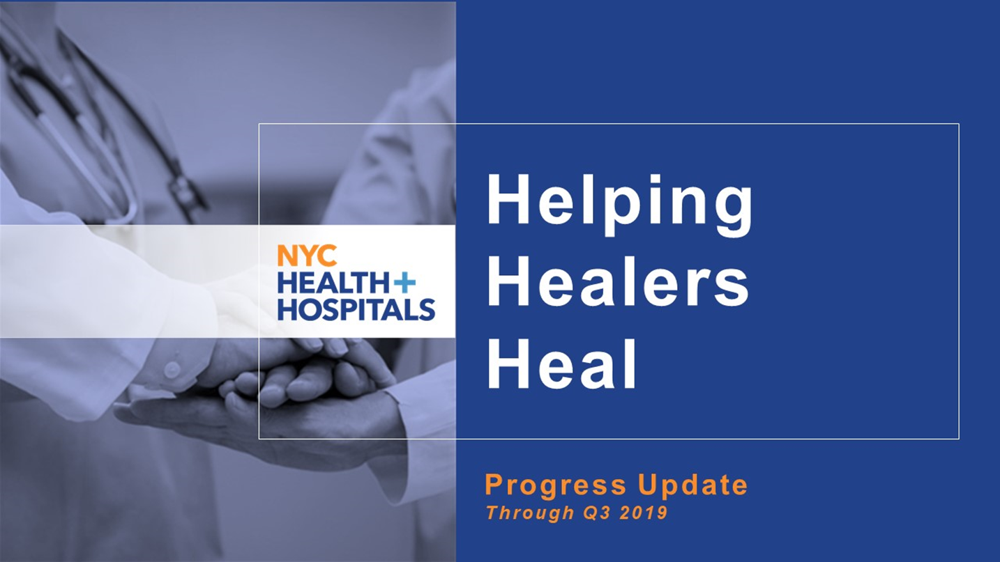 NYC
HEALTH+
HOSPITALS
Helping
Healers
Heal
Progress Update
Through Q3 2019